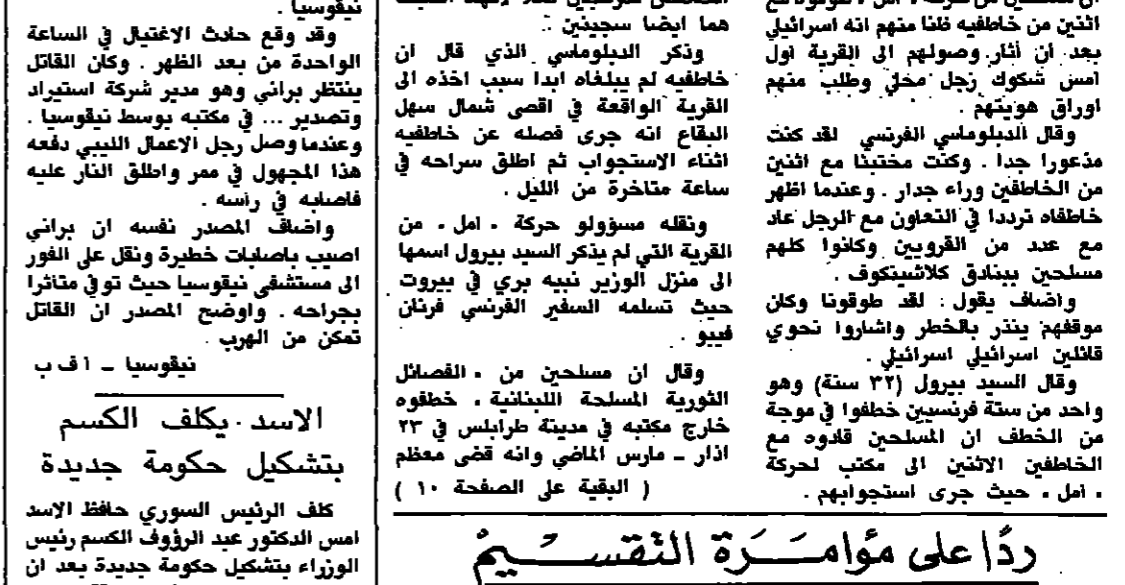 اثنين من خاطفيه ظنا منهم انه اسرائيلي
بعد ان أثار وصولهم الى القرية اول
امس شكوك رجل محلي وطلب منهم
اوراق هويتهم .
وقال الدبلوماسي الفرنسي لقد كنت
مذعورا جدا . وكنت مختبئا مع اثنين
من الخاطفين وراء جدار . وعندما اظهر
خاطفاه ترددا في التعاون مع الرجل عاد
مع عدد من القرويين وكانوا كلهم
مسلحين ببنادق كلاشينكوف .
واضاف يقول : لقد طوقونا وكان
موقفهم ينذر بالخطر واشاروا نحوي
قائلين اسرائيلي اسرائيلي .
وقال السيد بيرول (٣٢ سنة) وهو
واحد من ستة فرنسيين خطفوا في موجة
من الخطف ان المسلحين قادوه مع
الخاطفين الاثنين الى مكتب لحركة
. امل . حيث جرى استجوابهم .
هما ايضا سجينين .
وذكر الدبلوماسي الذي قال ان
خاطفيه لم يبلغاه ابدا سبب اخذه الى
القرية الواقعة في اقصى شمال سهل
البقاع انه جرى فصله عن خاطفيه
اثناء الاستجواب ثم اطلق سراحه في
ساعة متاخرة من الليل .
ونقله مسؤولو حركة . امل . من
القرية التي لم يذكر السيد بيرول اسمها
الى منزل الوزير نبيه بري في بيروت
حيث تسلمه السفير الفرنسي فرنان
فييو .
وقال ان مسلحين من . الفصائل
الثورية المسلحة اللبنانية . خطفوه
خارج مكتبه في مدينة طرابلس في ٢٣
اذار ـ مارس الماضي وانه قضى معظم
( البقية على الصفحة ١٠ )
نيقوسيا .
وقد وقع حادث الاغتيال في الساعة
الواحدة من بعد الظهر . وكان القاتل
ينتظر براني وهو مدير شركة استيراد
وتصدير ... في مكتبه بوسط نيقوسيا .
وعندما وصل رجل الاعمال الليبي دفعه
هذا المجهول في ممر واطلق النار عليه
فاصابه في راسه .
واضاف المصدر نفسه ان براني
اصيب باصابات خطيرة ونقل على الفور
الى مستشفى نيقوسيا حيث توفي متاثرا
بجراحه . واوضح المصدر ان القاتل
تمكن من الهرب .
نيقوسيا ـ ا ف ب
الاسد يكلف الكسم
بتشكيل حكومة جديدة
كلف الرئيس السوري حافظ الاسد
امس الدكتور عبد الرؤوف الكسم رئيس
الوزراء بتشكيل حكومة جديدة بعد ان
ردًا على مؤامـــرة التقســـيم